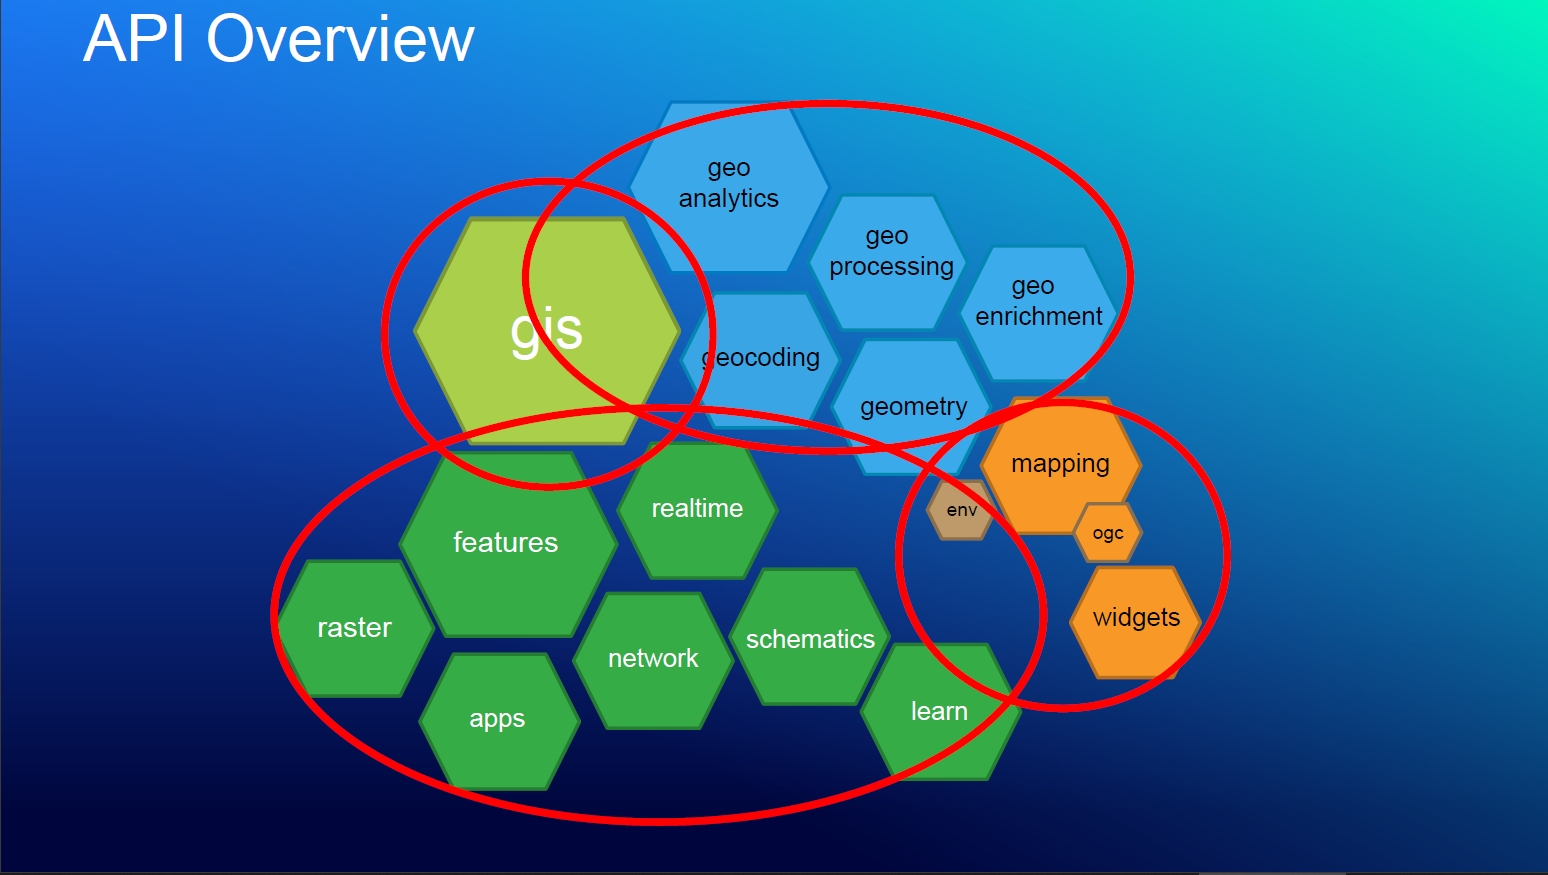 API Overview
geo
analytics
geo
processing
geo
enrichment
gis
geocoding
geometry
mapping
env
ogc
realtime
features
widgets
raster
schematics
network
apps
learn